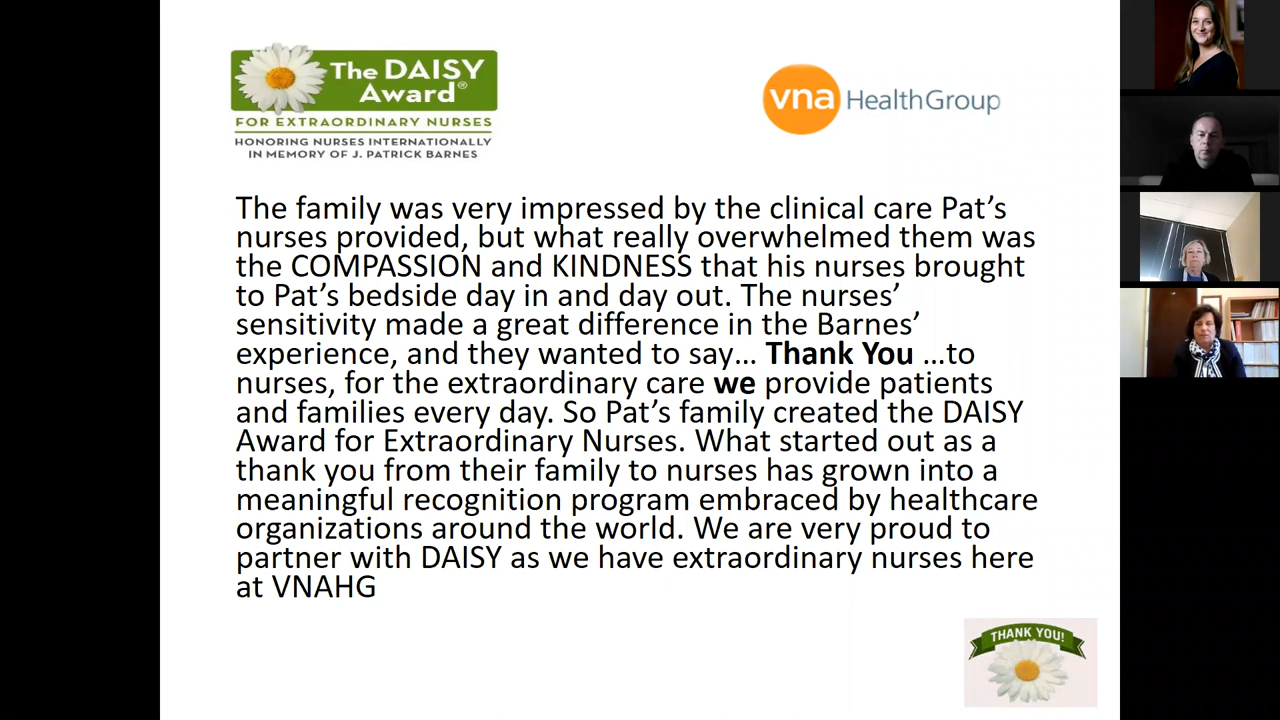 The DAISY
Award®
FOR EXTRAORDINARY NURSES
HONORING NURSES INTERNATIONALLY
IN MEMORY OF J. PATRICK BARNES
vna HealthGroup
The family was very impressed by the clinical care Pat’s
nurses provided, but what really overwhelmed them was
the COMPASSION and KINDNESS that his nurses brought
to Pat’s bedside day in and day out. The nurses’
sensitivity made a great difference in the Barnes’
experience, and they wanted to say… Thank You …to
nurses, for the extraordinary care we provide patients
and families every day. So Pat’s family created the DAISY
Award for Extraordinary Nurses. What started out as a
thank you from their family to nurses has grown into a
meaningful recognition program embraced by healthcare
organizations around the world. We are very proud to
partner with DAISY as we have extraordinary nurses here
at VNAHG
THANK YOU!